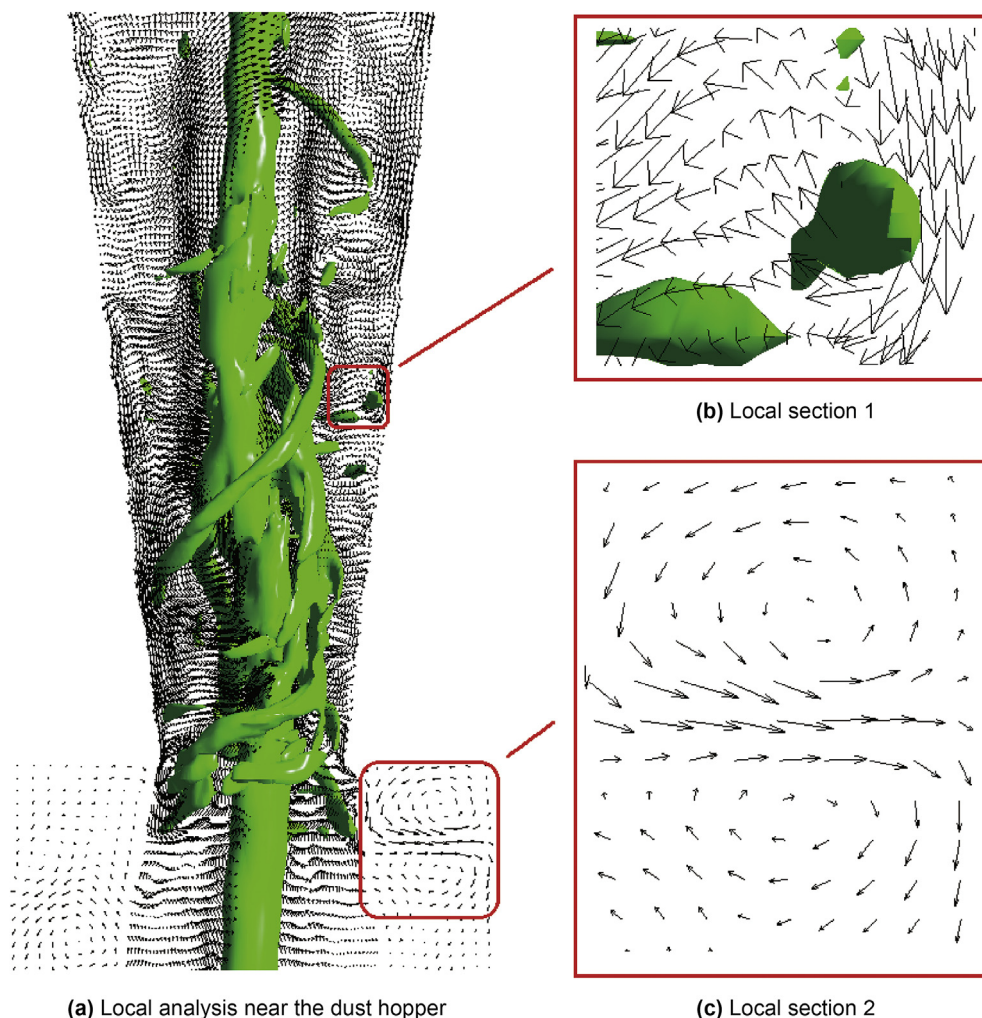 (b) Local section 1
(a) Local analysis near the dust hopper
(c) Local section 2